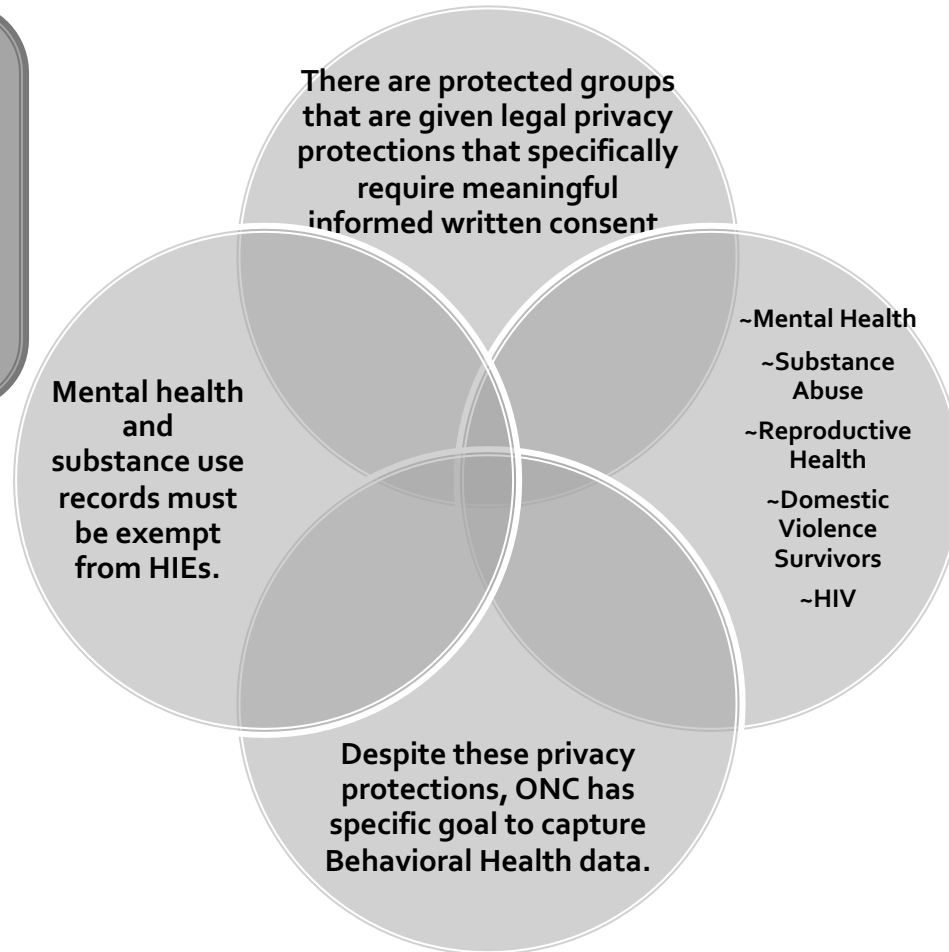 There are protected groups
that are given legal privacy
protections that specifically
require meaningful
informed written consent
Mental health
and
substance use
records must
be exempt
from HIEs.
~Mental Health
~Substance
Abuse
~Reproductive
Health
~Domestic
Violence
Survivors
~HIV
Despite these privacy
protections, ONC has
specific goal to capture
Behavioral Health data.